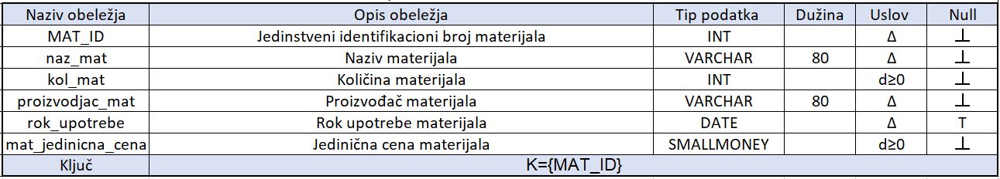 Naziv obeležja Opis obeležja Tip podatka Dužina Uslov Null
MAT_ID Jedinstveni identifikacioni broj materijala INT Δ ⊥
naz_mat Naziv materijala VARCHAR 80 Δ ⊥
kol_mat Količina materijala INT d≥0 ⊥
proizvodjac_mat Proizvođač materijala VARCHAR 80 Δ ⊥
rok_upotrebe Rok upotrebe materijala DATE Δ T
mat_jedinicna_cena Jedinična cena materijala SMALLMONEY d≥0 ⊥
Ključ K={MAT_ID}